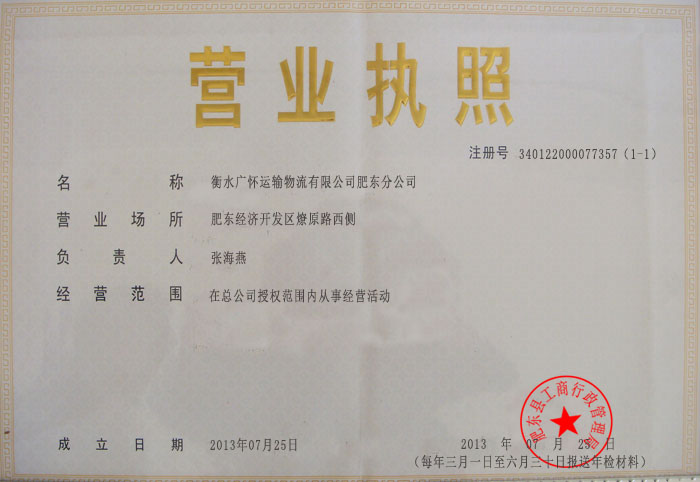 营业执照
注册号 340122000077357（1-1）
名称 衡水广怀运输物流有限公司肥东分公司
营业场所 肥东经济开发区燎原路西侧
负责人 张海燕
经营范围 在总公司授权范围内从事经营活动
肥东县工商行政管理局
成立日期 2013年07月25日
2013 年 07 月 25 日
（每年三月一日至六月三十日报送年检材料）